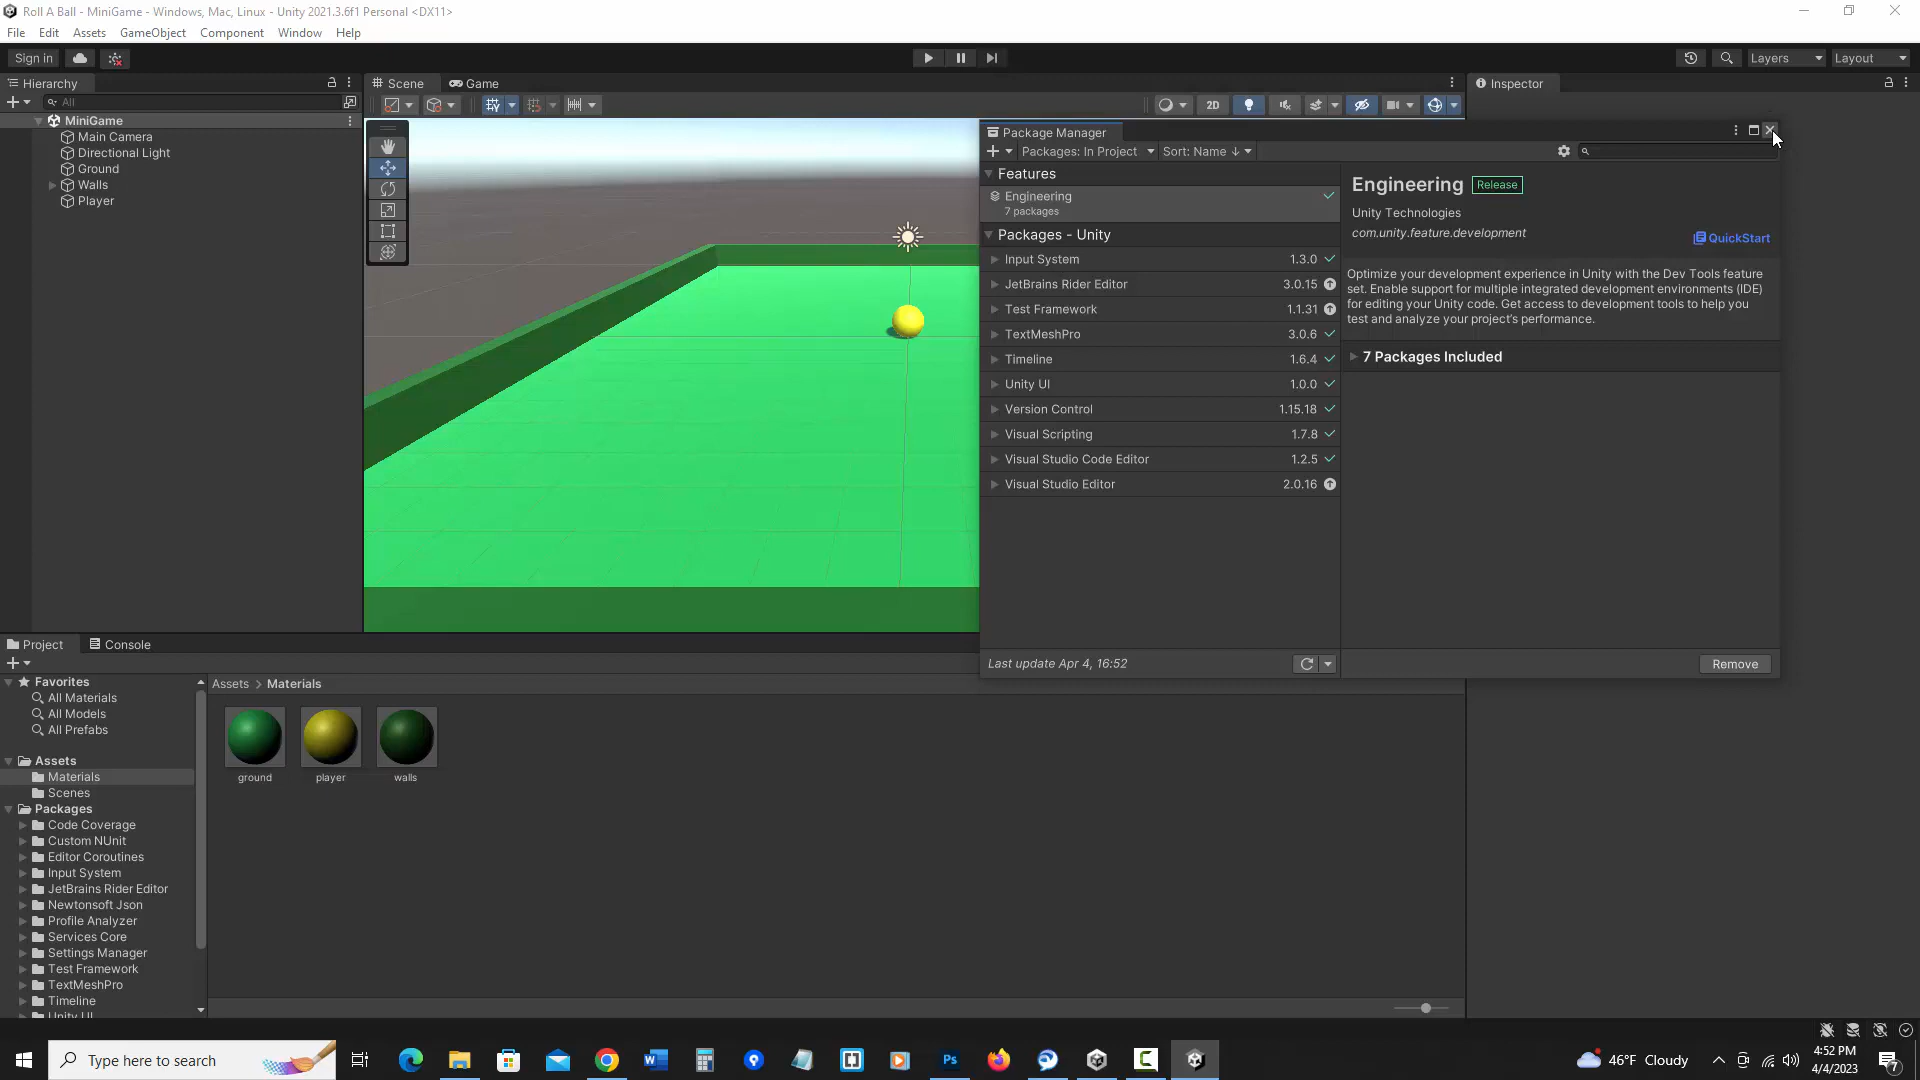 Roll A Ball - MiniGame - Windows, Mac, Linux - Unity 2021.3.6f1 Personal <DX11>
File Edit Assets GameObject Component Window Help
Sign in
Layers
Layout
Hierarchy
Scene
Game
Inspector
All
2D
MiniGame
Main Camera
Directional Light
Ground
Walls
Player
Package Manager
Packages: In Project
Sort: Name ↓
Features
Engineering
7 packages
Packages - Unity
Input System 1.3.0
JetBrains Rider Editor 3.0.15
Test Framework 1.1.31
TextMeshPro 3.0.6
Timeline 1.6.4
Unity UI 1.0.0
Version Control 1.15.18
Visual Scripting 1.7.8
Visual Studio Code Editor 1.2.5
Visual Studio Editor 2.0.16
Last update Apr 4, 16:52
Engineering Release
Unity Technologies
com.unity.feature.development
QuickStart
Optimize your development experience in Unity with the Dev Tools feature
set. Enable support for multiple integrated development environments (IDE)
for editing your Unity code. Get access to development tools to help you
test and analyze your project's performance.
7 Packages Included
Remove
Project
Console
Favorites
All Materials
All Models
All Prefabs
Assets
Materials
Scenes
Packages
Code Coverage
Custom NUnit
Editor Coroutines
Input System
JetBrains Rider Editor
Newtonsoft Json
Profile Analyzer
Services Core
Settings Manager
Test Framework
TextMeshPro
Timeline
Unity UI
Assets > Materials
ground
player
walls
Type here to search
Ps
46°F Cloudy
4:52 PM
4/4/2023
7